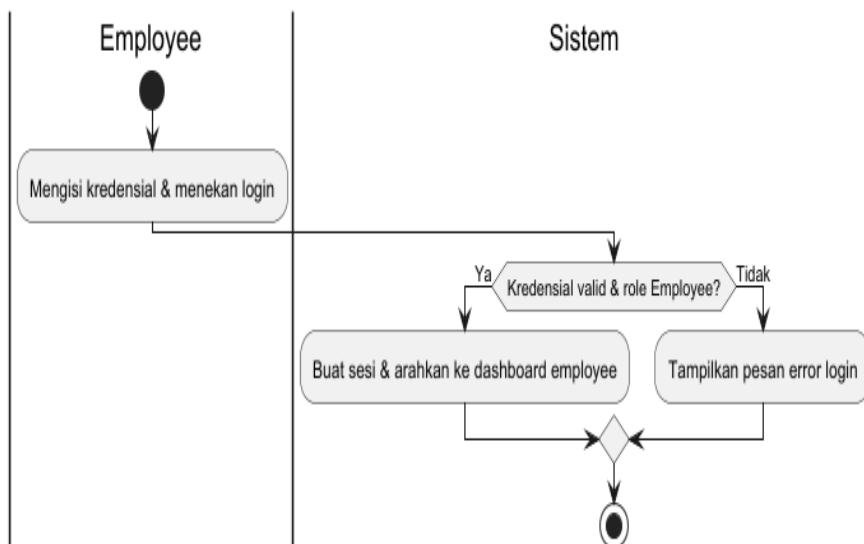 Employee
Sistem
Mengisi kredensial & menekan login
Kredensial valid & role Employee?
Ya
Tidak
Buat sesi & arahkan ke dashboard employee
Tampilkan pesan error login